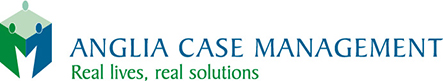 ANGLIA CASE MANAGEMENT
Real lives, real solutions